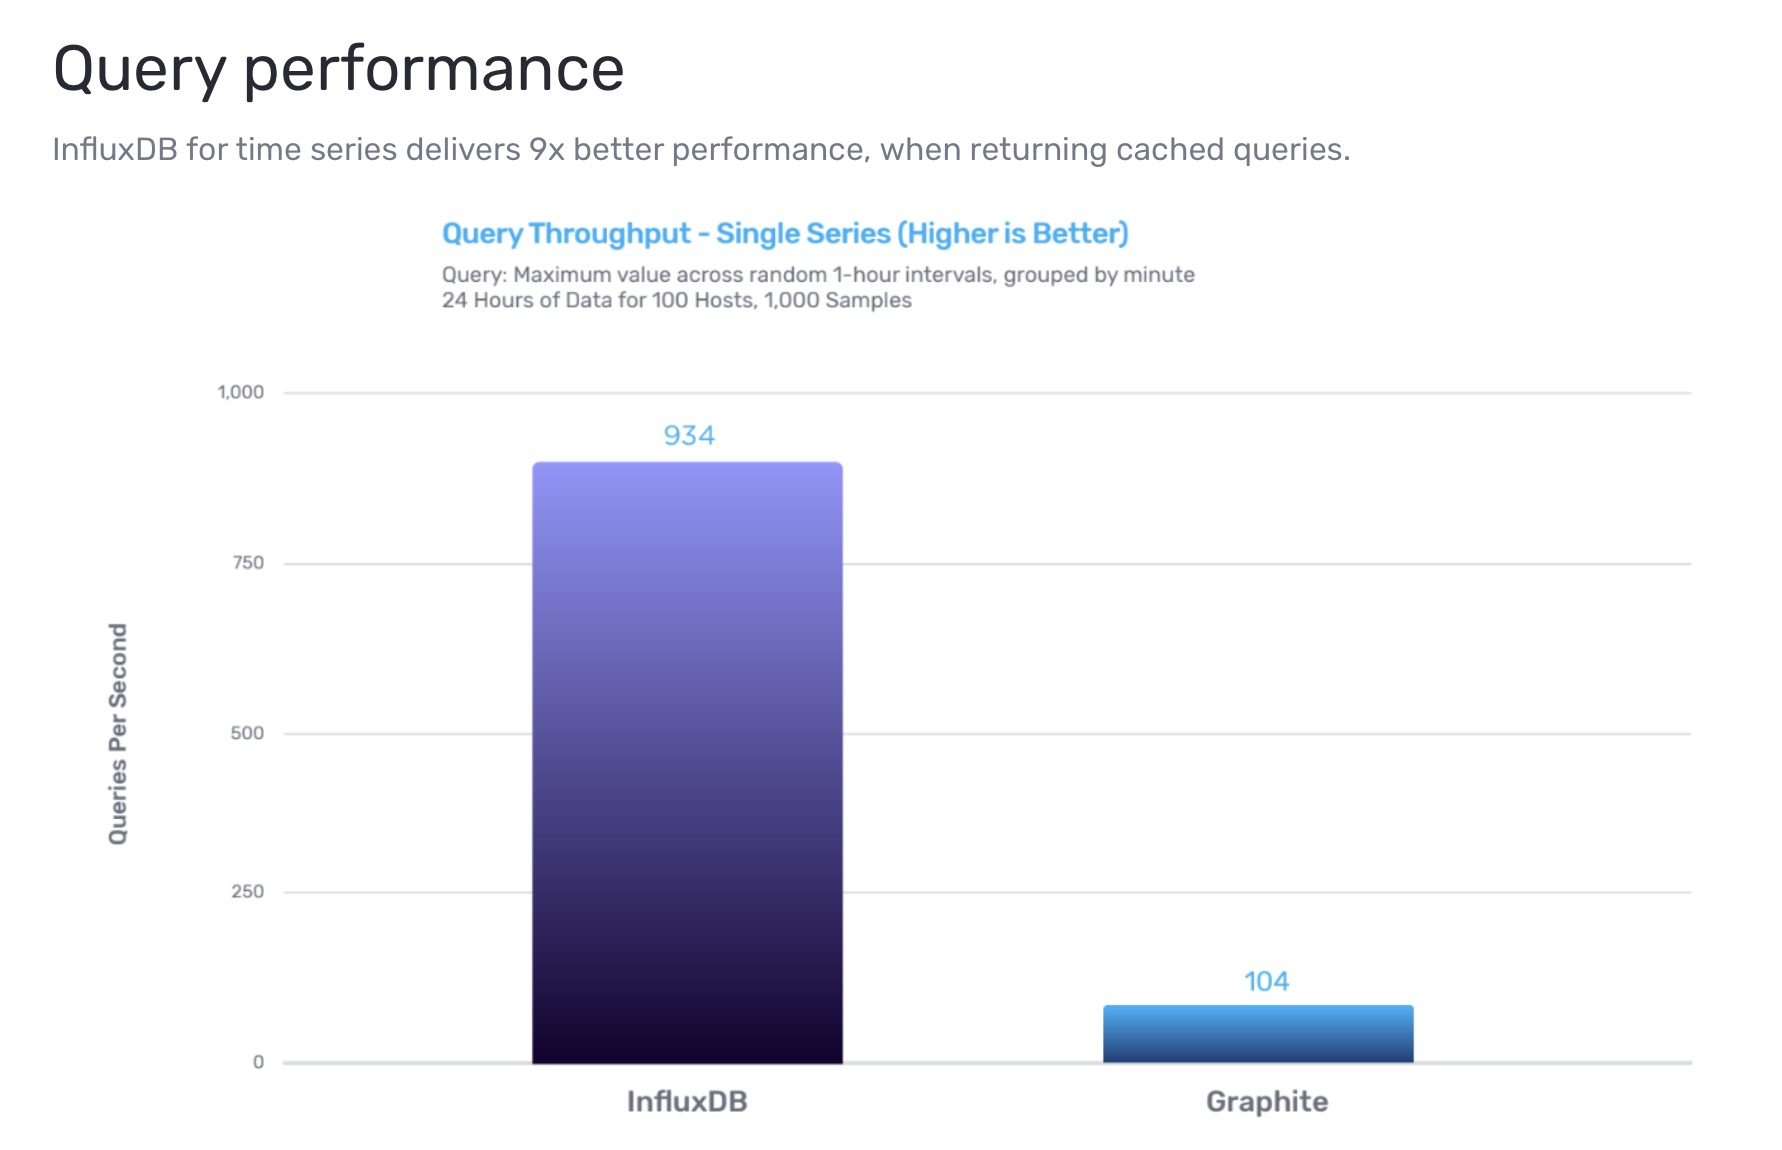 Query performance
InfluxDB for time series delivers 9x better performance, when returning cached queries.
Query Throughput - Single Series (Higher is Better)
Query: Maximum value across random 1-hour intervals, grouped by minute
24 Hours of Data for 100 Hosts, 1,000 Samples
1,000
934
750
Queries Per Second
500
250
104
0
InfluxDB
Graphite